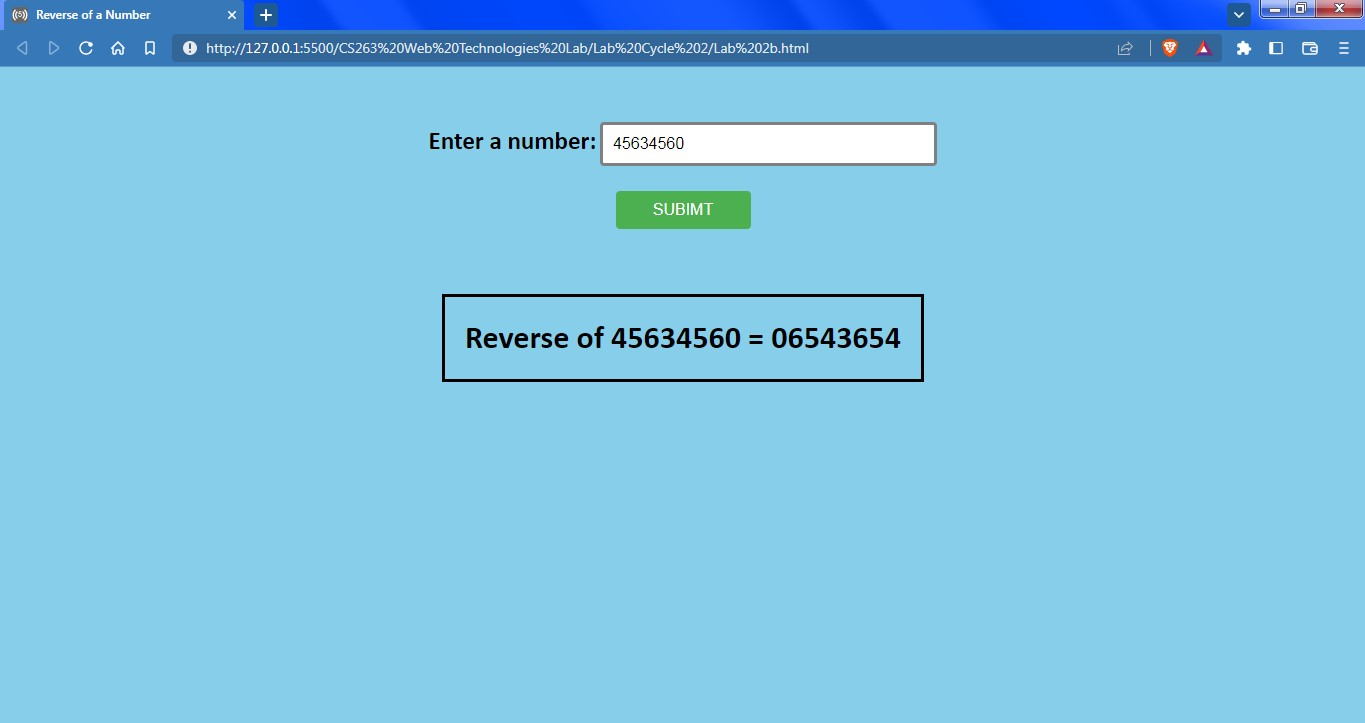 Reverse of a Number
http://127.0.0.1:5500/CS263%20Web%20Technologies%20Lab/Lab%20Cycle%202/Lab%202b.html
Enter a number: 45634560
SUBIMT
Reverse of 45634560 = 06543654